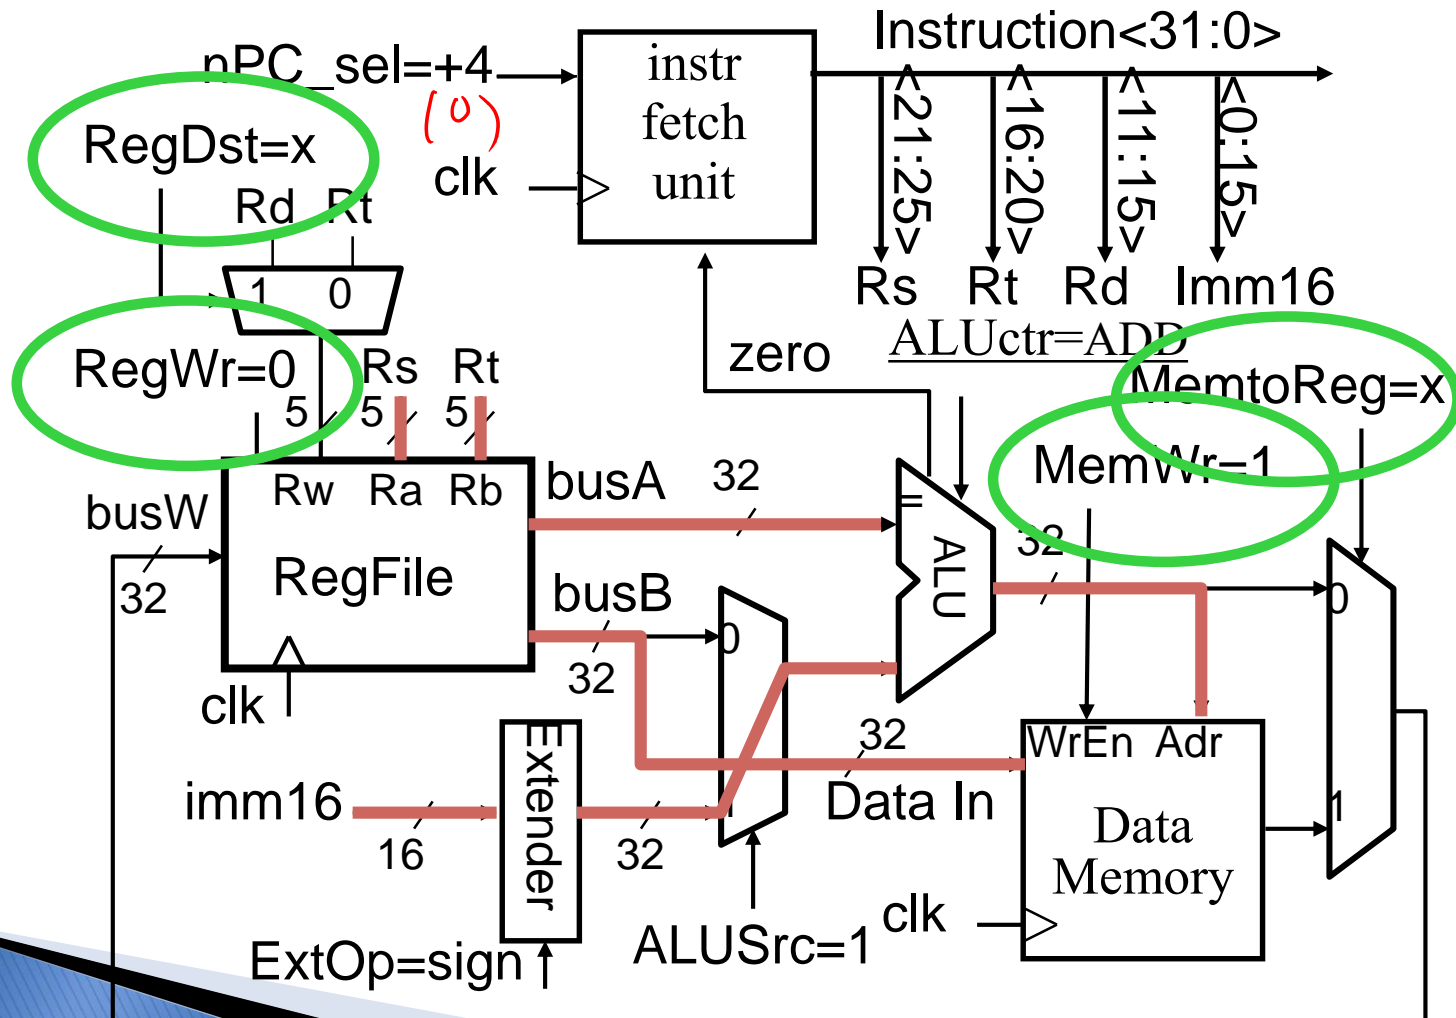 Instruction<31:0>
nPC_sel=+4
(0)
instr
fetch
unit
clk
<21:25>
<16:20>
<11:15>
<0:15>
Rs
Rt
Rd
Imm16
RegDst=x
Rd
Rt
1
0
zero
ALUctr=ADD
MemtoReg=x
RegWr=0
Rs
Rt
5
5
5
MemWr=1
busW
32
Rw
Ra
Rb
RegFile
clk
busA
32
busB
32
0
1
=
ALU
32
0
1
imm16
16
Extender
32
ExtOp=sign
ALUSrc=1
32
Data In
WrEn
Adr
Data
Memory
clk